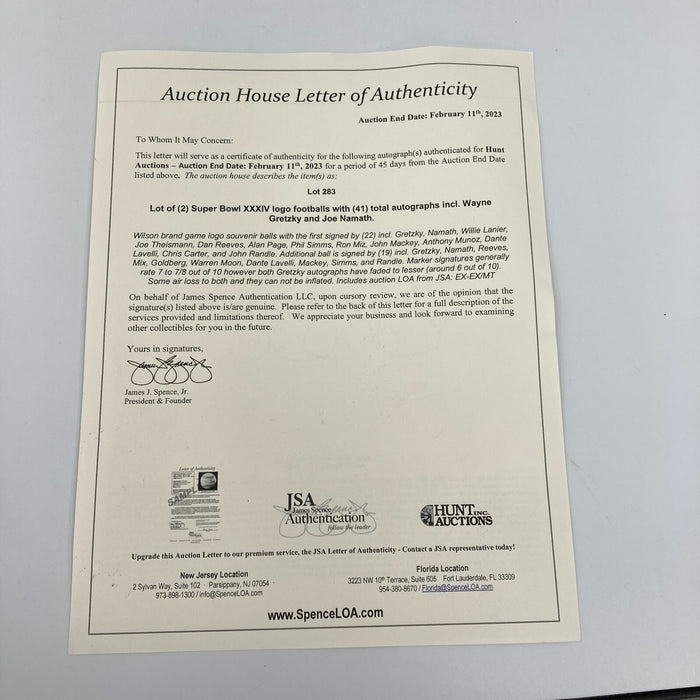 Auction House Letter of Authenticity
Auction End Date: February 11th, 2023
To Whom It May Concern:
This letter will serve as a certificate of authenticity for the following autograph(s) authenticated for Hunt
Auctions – Auction End Date: February 11th, 2023 for a period of 45 days from the Auction End Date
listed above. The auction house describes the item(s) as:
Lot 283
Lot of (2) Super Bowl XXXIV logo footballs with (41) total autographs incl. Wayne
Gretzky and Joe Namath.
Wilson brand game logo souvenir balls with the first signed by (22) incl. Gretzky, Namath, Willie Lanier,
Joe Theismann, Dan Reeves, Alan Page, Phil Simms, Ron Miz, John Mackey, Anthony Munoz, Dante
Lavelli, Chris Carter, and John Randle. Additional ball is signed by (19) incl. Gretzky, Namath, Reeves,
Mix, Goldberg, Warren Moon, Dante Lavelli, Mackey, Simms, and Randle. Marker signatures generally
rate 7 to 7/8 out of 10 however both Gretzky autographs have faded to lesser (around 6 out of 10).
Some air loss to both and they can not be inflated. Includes auction LOA from JSA: EX-EX/MT
On behalf of James Spence Authentication LLC, upon cursory review, we are of the opinion that the
signature(s) listed above is/are genuine. Please refer to the back of this letter for a full description of the
services provided and limitations thereof. We appreciate your business and look forward to examining
other collectibles for you in the future.
Yours in signatures,
James J. Spence, Jr.
President & Founder
Letter of Authenticity
SAMPLE
JSA
James Spence
Authentication
follow the leader
HUNT INC.
AUCTIONS
Upgrade this Auction Letter to our premium service, the JSA Letter of Authenticity - Contact a JSA representative today!
New Jersey Location
2 Sylvan Way, Suite 102 · Parsippany, NJ 07054 ·
973-898-1300 / info@SpenceLOA.com
Florida Location
3223 NW 10th Terrace, Suite 605 Fort Lauderdale, FL 33309
954-380-8670 / Florida@SpenceLOA.com
www.SpenceLOA.com